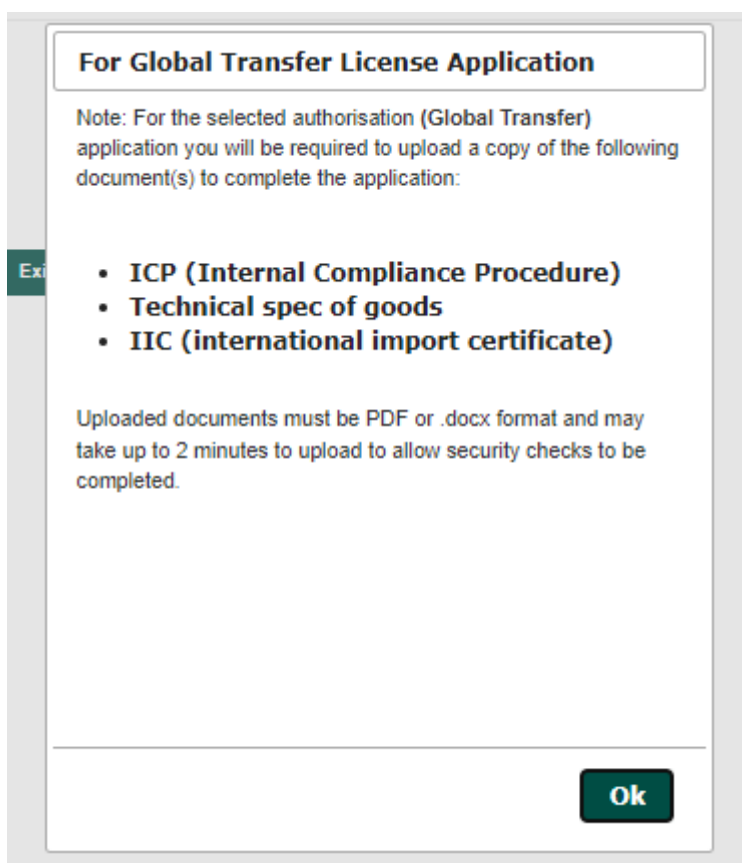 For Global Transfer License Application
Note: For the selected authorisation (Global Transfer)
application you will be required to upload a copy of the following
document(s) to complete the application:
Exi
• ICP (Internal Compliance Procedure)
• Technical spec of goods
• IIC (international import certificate)
Uploaded documents must be PDF or .docx format and may
take up to 2 minutes to upload to allow security checks to be
completed.
Ok